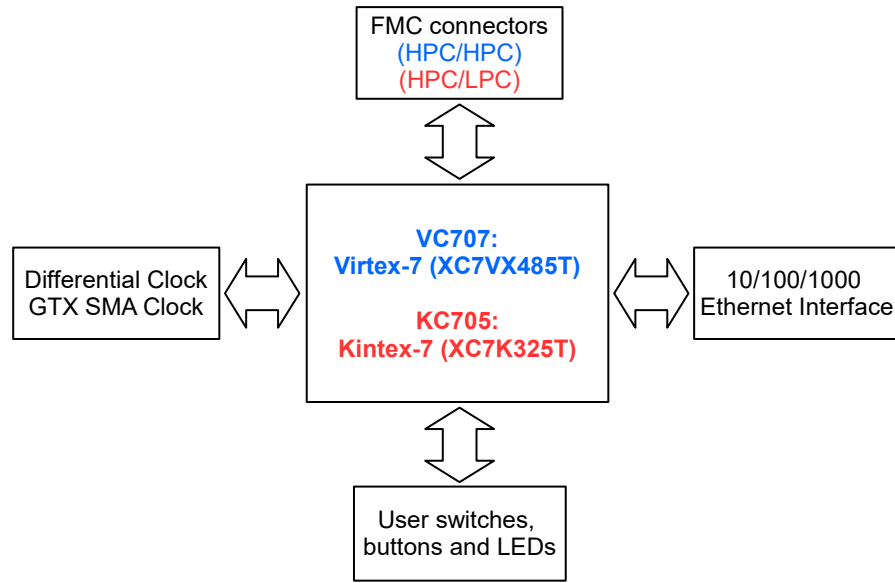 FMC connectors
(HPC/HPC)
(HPC/LPC)
VC707:
Virtex-7 (XC7VX485T)
KC705:
Kintex-7 (XC7K325T)
Differential Clock
GTX SMA Clock
10/100/1000
Ethernet Interface
User switches,
buttons and LEDs